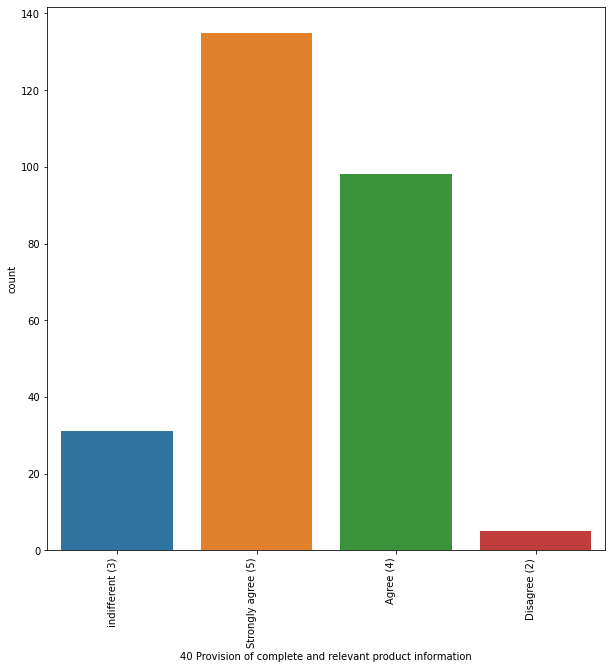 140
120
100
80
60
40
20
0
count
indifferent (3)
Strongly agree (5)
Agree (4)
Disagree (2)
40 Provision of complete and relevant product information